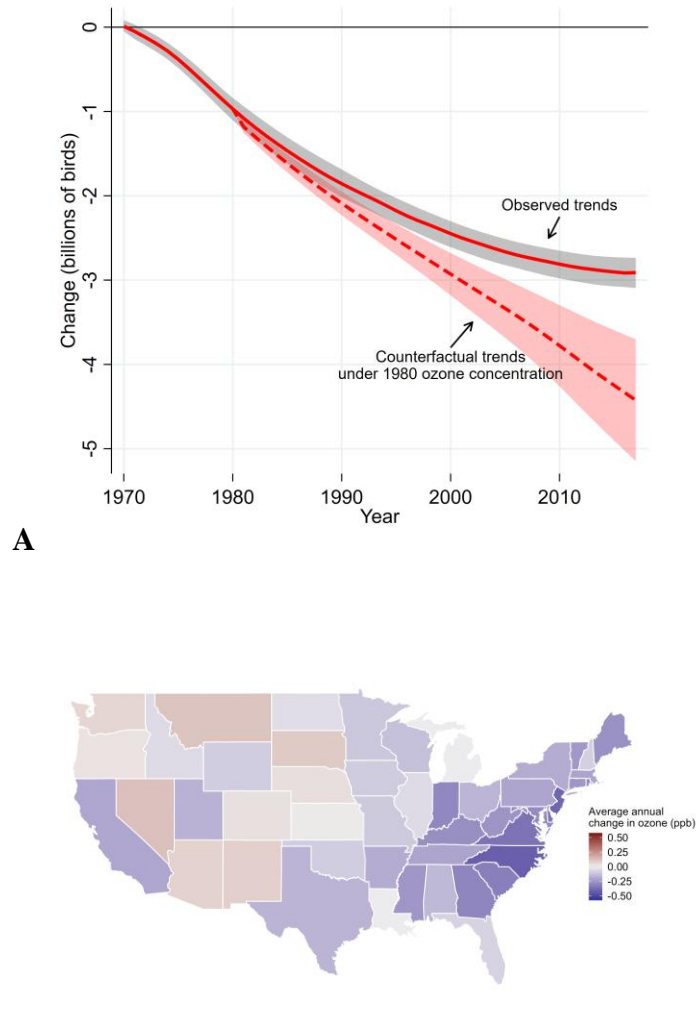 0
-1
-2
-3
-4
-5
Change (billions of birds)
Observed trends
Counterfactual trends
under 1980 ozone concentration
1970 1980 1990 2000 2010
Year
A
Average annual
change in ozone (ppb)
0.50
0.25
0.00
-0.25
-0.50